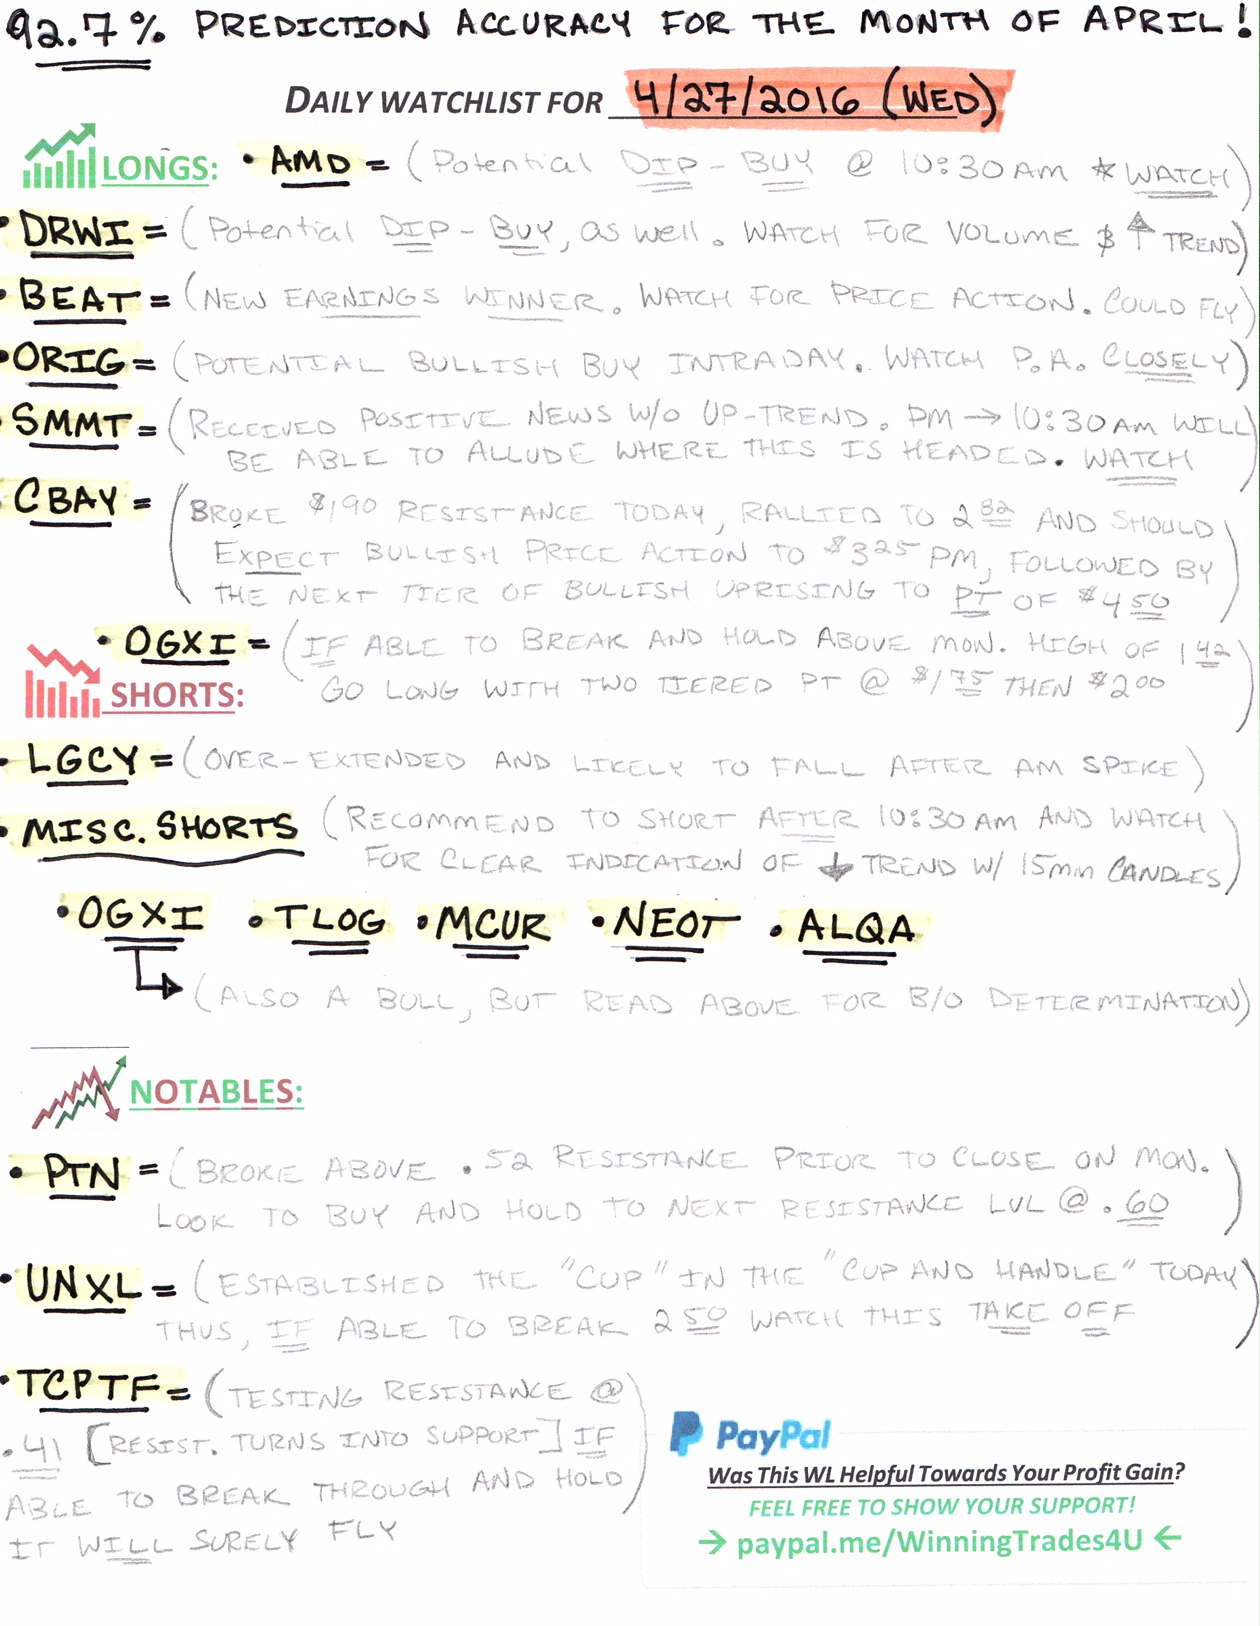 92.7% PREDICTION ACCURACY FOR THE MONTH OF APRIL!
DAILY WATCHLIST FOR 4/27/2016 (WED)
LONGS: • AMD = (Potential DIP-BUY @ 10:30 AM * WATCH)
• DRWI = (Potential DIP-BUY, as well. WATCH FOR VOLUME & ↑ TREND)
• BEAT = (NEW EARNINGS WINNER. WATCH FOR PRICE ACTION. COULD FLY)
• ORIG = (POTENTIAL BULLISH BUY INTRADAY. WATCH P.A. CLOSELY)
SMMT = (RECEIVED POSITIVE NEWS W/O UP-TREND. PM → 10:30 AM WILL
BE ABLE TO ALLUDE WHERE THIS IS HEADED. WATCH
CBAY = (BROKE $190 RESISTANCE TODAY, RALLIED TO 2 82 AND SHOULD
EXPECT BULLISH PRICE ACTION TO $325 PM, FOLLOWED BY
THE NEXT TIER OF BULLISH UPRISING TO PT OF $4 50)
• OGXI = (IF ABLE TO BREAK AND HOLD ABOVE MON. HIGH OF 1 42
GO LONG WITH TWO TIERED PT @ $1 75 THEN $2 00)
SHORTS:
• LGCY = (OVER-EXTENDED AND LIKELY TO FALL AFTER AM SPIKE)
• MISC. SHORTS (RECOMMEND TO SHORT AFTER 10:30 AM AND WATCH
FOR CLEAR INDICATION OF ↓ TREND W/ 15min CANDLES)
• OGXI • TLOG • MCUR • NEOT • ALQA
(ALSO A BULL, BUT READ ABOVE FOR B/O DETERMINATION)
NOTABLES:
• PTN = (BROKE ABOVE .52 RESISTANCE PRIOR TO CLOSE ON MON.
LOOK TO BUY AND HOLD TO NEXT RESISTANCE LVL @ .60)
• UNXL = (ESTABLISHED THE "CUP" IN THE "CUP AND HANDLE" TODAY
THUS, IF ABLE TO BREAK 2 50 WATCH THIS TAKE OFF)
• TCPTF = (TESTING RESISTANCE @
.41 [RESIST. TURNS INTO SUPPORT] IF
ABLE TO BREAK THROUGH AND HOLD
IT WILL SURELY FLY)
PayPal
Was This WL Helpful Towards Your Profit Gain?
FEEL FREE TO SHOW YOUR SUPPORT!
→ paypal.me/WinningTrades4U ←